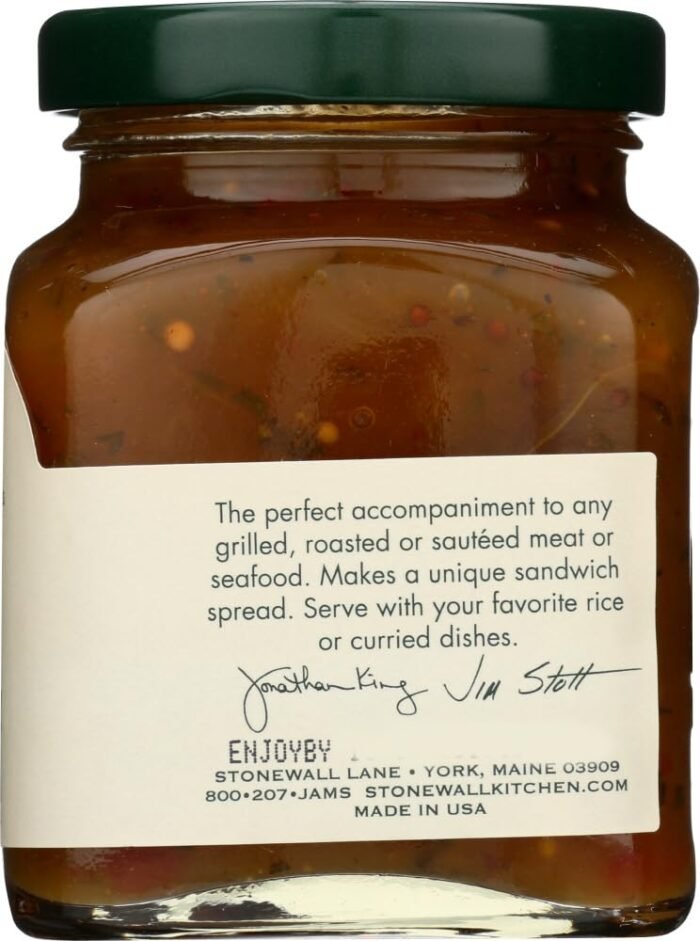 The perfect accompaniment to any
grilled, roasted or sautéed meat or
seafood. Makes a unique sandwich
spread. Serve with your favorite rice
or curried dishes.
Jonathan King Jim Stott
ENJOYBY
STONEWALL LANE • YORK, MAINE 03909
800•207•JAMS STONEWALLKITCHEN.COM
MADE IN USA